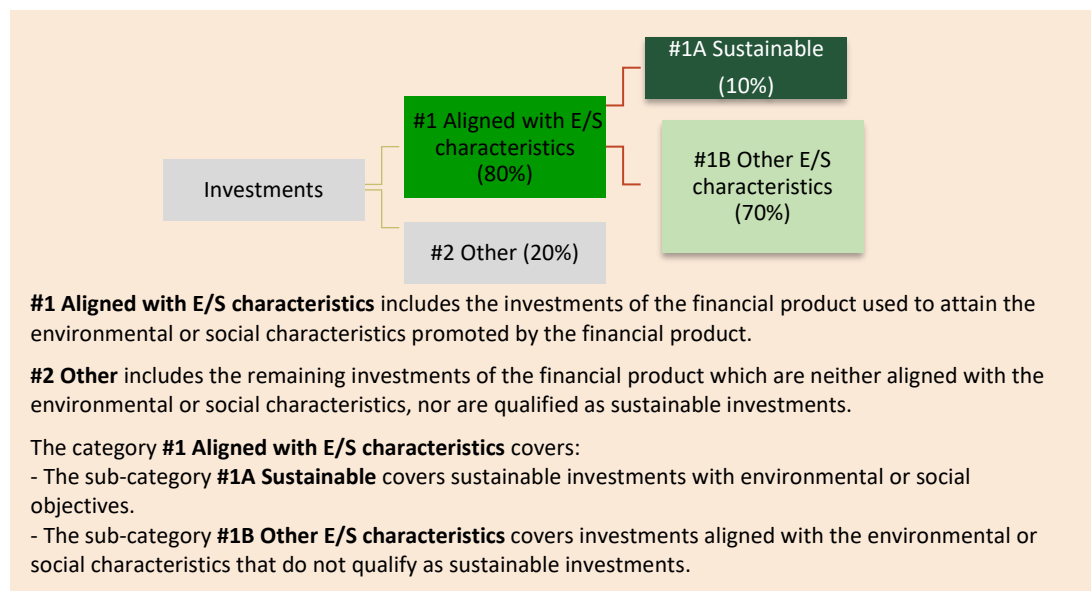 #1A Sustainable
(10%)
#1 Aligned with E/S
characteristics
(80%)
#1B Other E/S
characteristics
(70%)
Investments
#2 Other (20%)
#1 Aligned with E/S characteristics includes the investments of the financial product used to attain the
environmental or social characteristics promoted by the financial product.
#2 Other includes the remaining investments of the financial product which are neither aligned with the
environmental or social characteristics, nor are qualified as sustainable investments.
The category #1 Aligned with E/S characteristics covers:
- The sub-category #1A Sustainable covers sustainable investments with environmental or social
objectives.
- The sub-category #1B Other E/S characteristics covers investments aligned with the environmental or
social characteristics that do not qualify as sustainable investments.